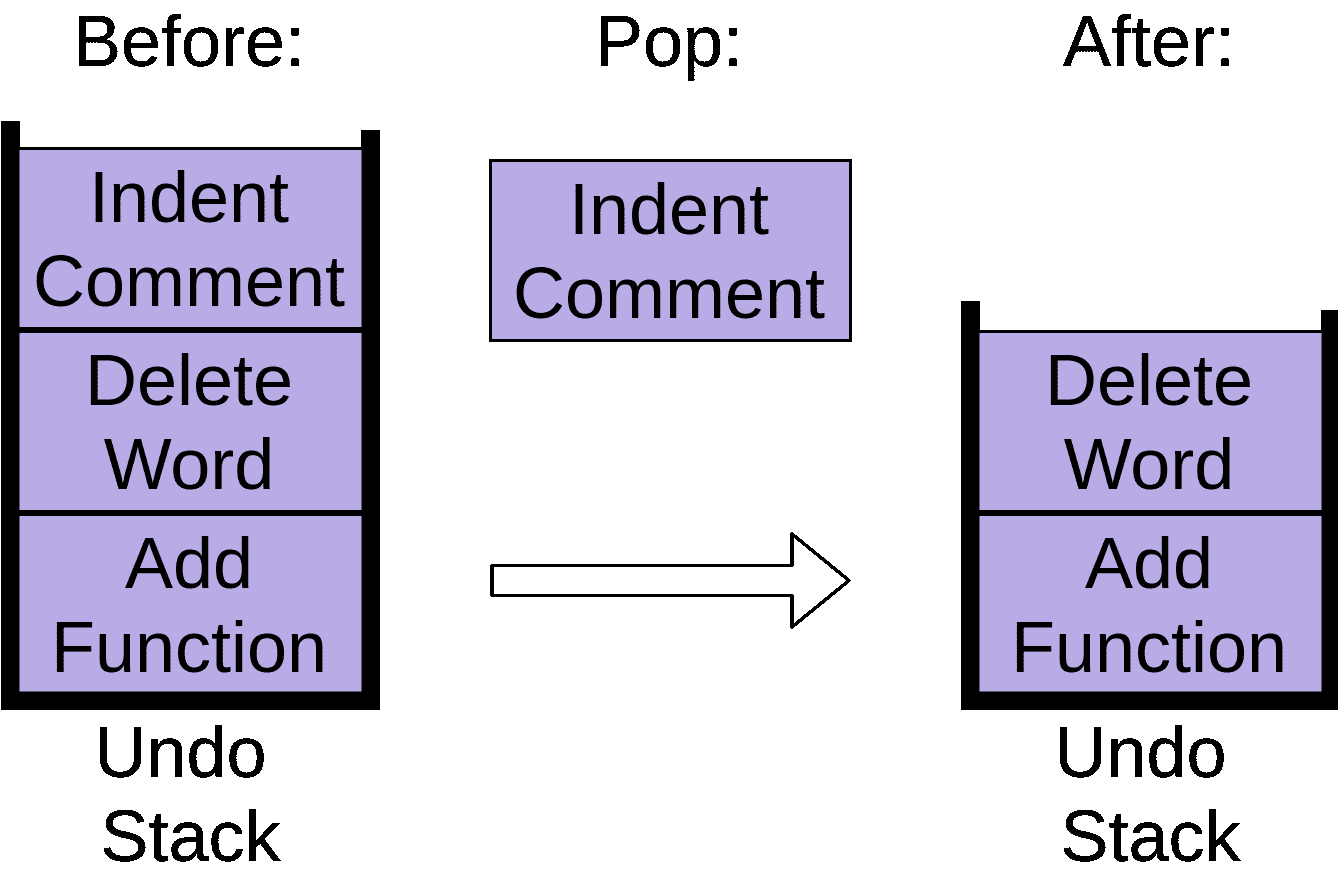 Before:
Pop:
After:
Indent
Comment
Delete
Word
Add
Function
Undo
Stack
Indent
Comment
Delete
Word
Add
Function
Undo
Stack